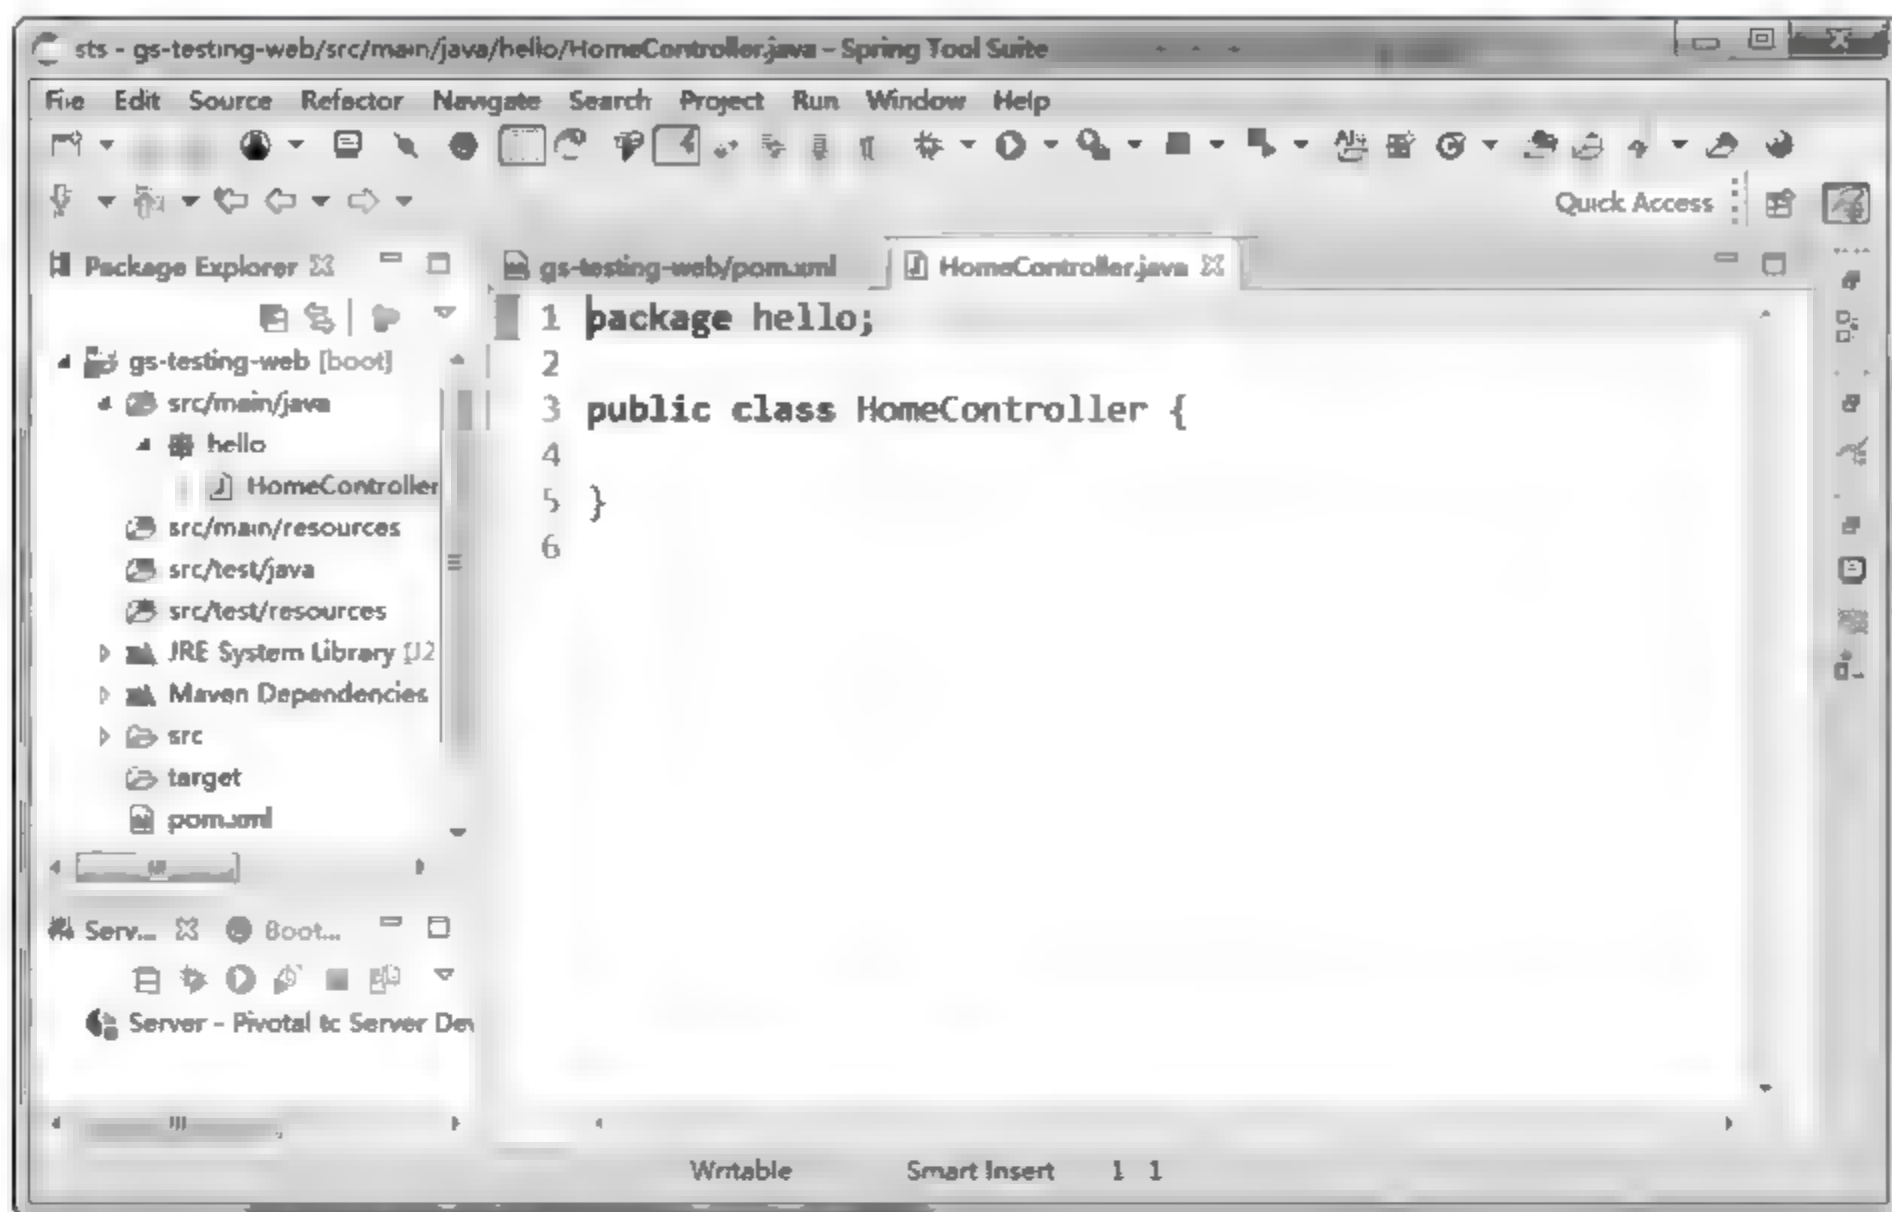 sts - gs-testing-web/src/main/java/hello/HomeController.java - Spring Tool Suite
File Edit Source Refactor Navigate Search Project Run Window Help
Quick Access
Package Explorer
gs-testing-web/pom.xml
HomeController.java
gs-testing-web [boot]
src/main/java
hello
HomeController
src/main/resources
src/test/java
src/test/resources
JRE System Library [J2
Maven Dependencies
src
target
pom.xml
1 package hello;
2
3 public class HomeController {
4
5 }
6
Serv... Boot...
Server - Pivotal tc Server Dev
Writable Smart Insert 1 1